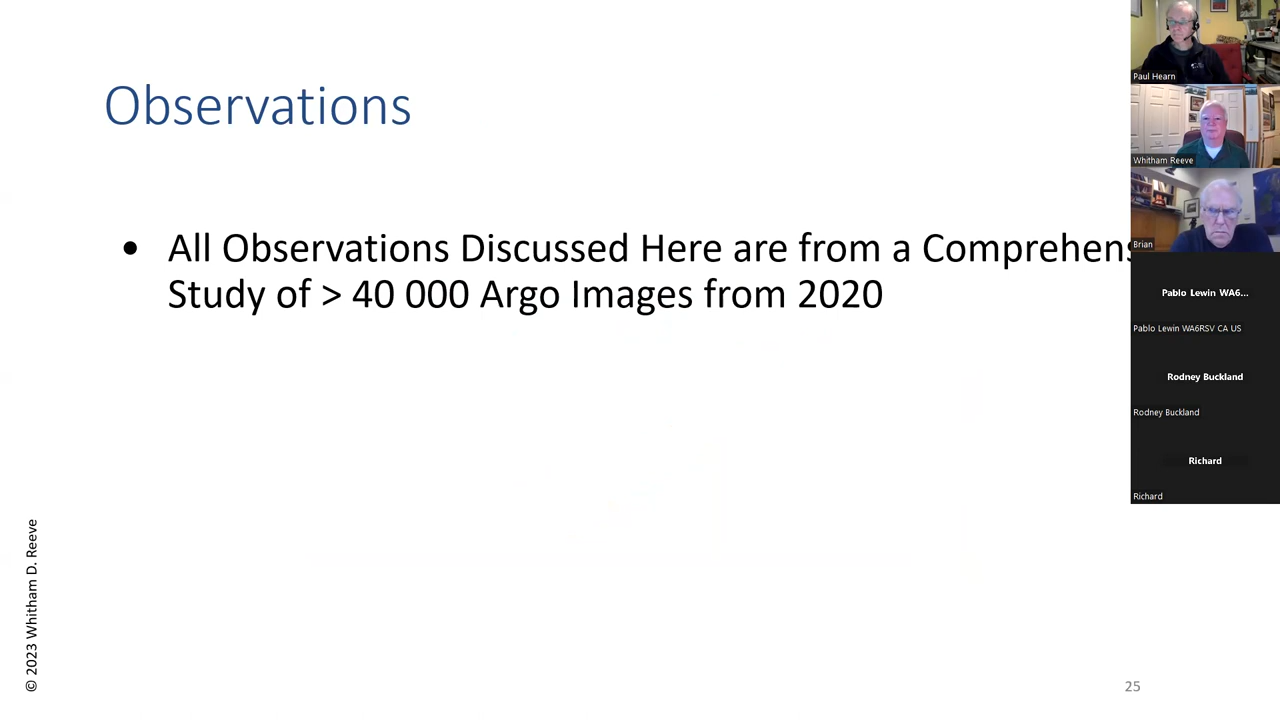 Observations
• All Observations Discussed Here are from a Comprehens
Study of > 40 000 Argo Images from 2020
© 2023 Whitham D. Reeve
25
Paul Hearn
Whitham Reeve
Brian
Pablo Lewin WA6...
Pablo Lewin WA6RSV CA US
Rodney Buckland
Rodney Buckland
Richard
Richard